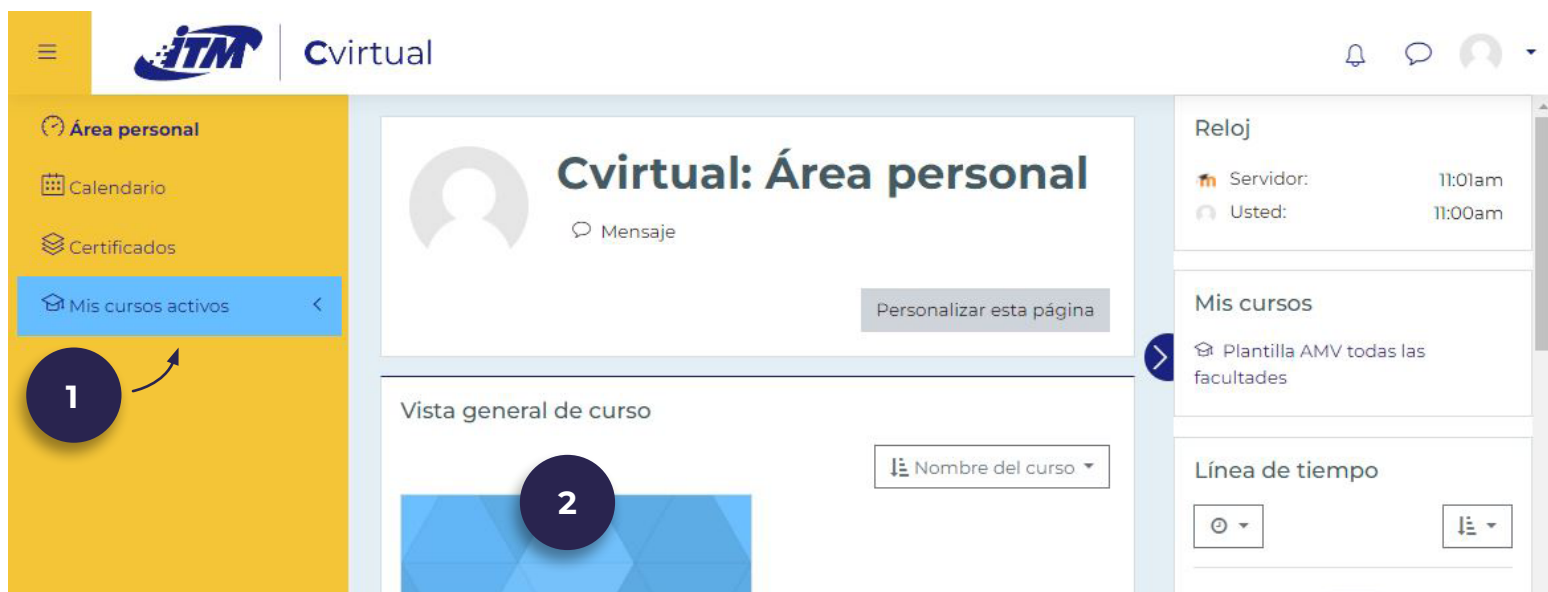 iTM
Cvirtual
Área personal
Calendario
Certificados
Mis cursos activos
1
Cvirtual: Área personal
Mensaje
Personalizar esta página
Vista general de curso
Nombre del curso
2
Reloj
Servidor: 11:01am
Usted: 11:00am
Mis cursos
Plantilla AMV todas las
facultades
Línea de tiempo